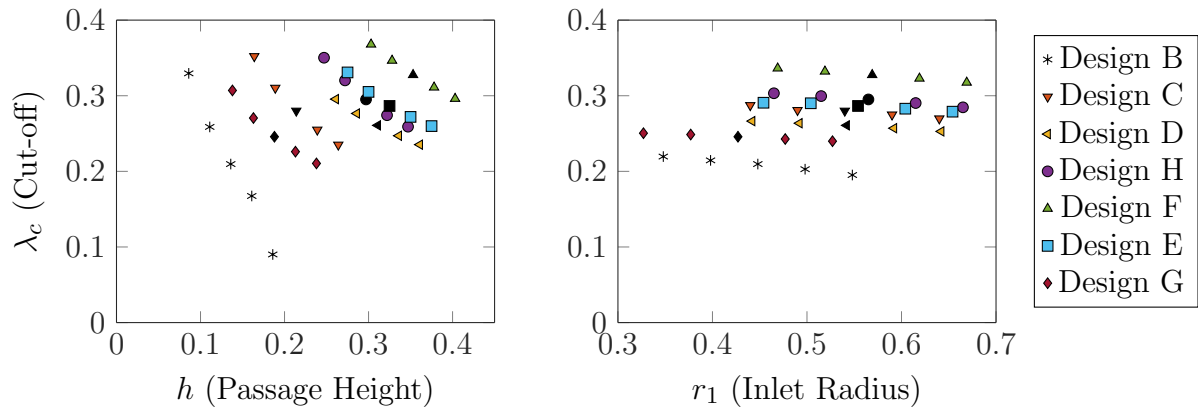 0.4
0.3
0.2
0.1
0
λc (Cut-off)
0 0.1 0.2 0.3 0.4
h (Passage Height)
0.4
0.3
0.2
0.1
0
0.3 0.4 0.5 0.6 0.7
r1 (Inlet Radius)
Design B
Design C
Design D
Design H
Design F
Design E
Design G